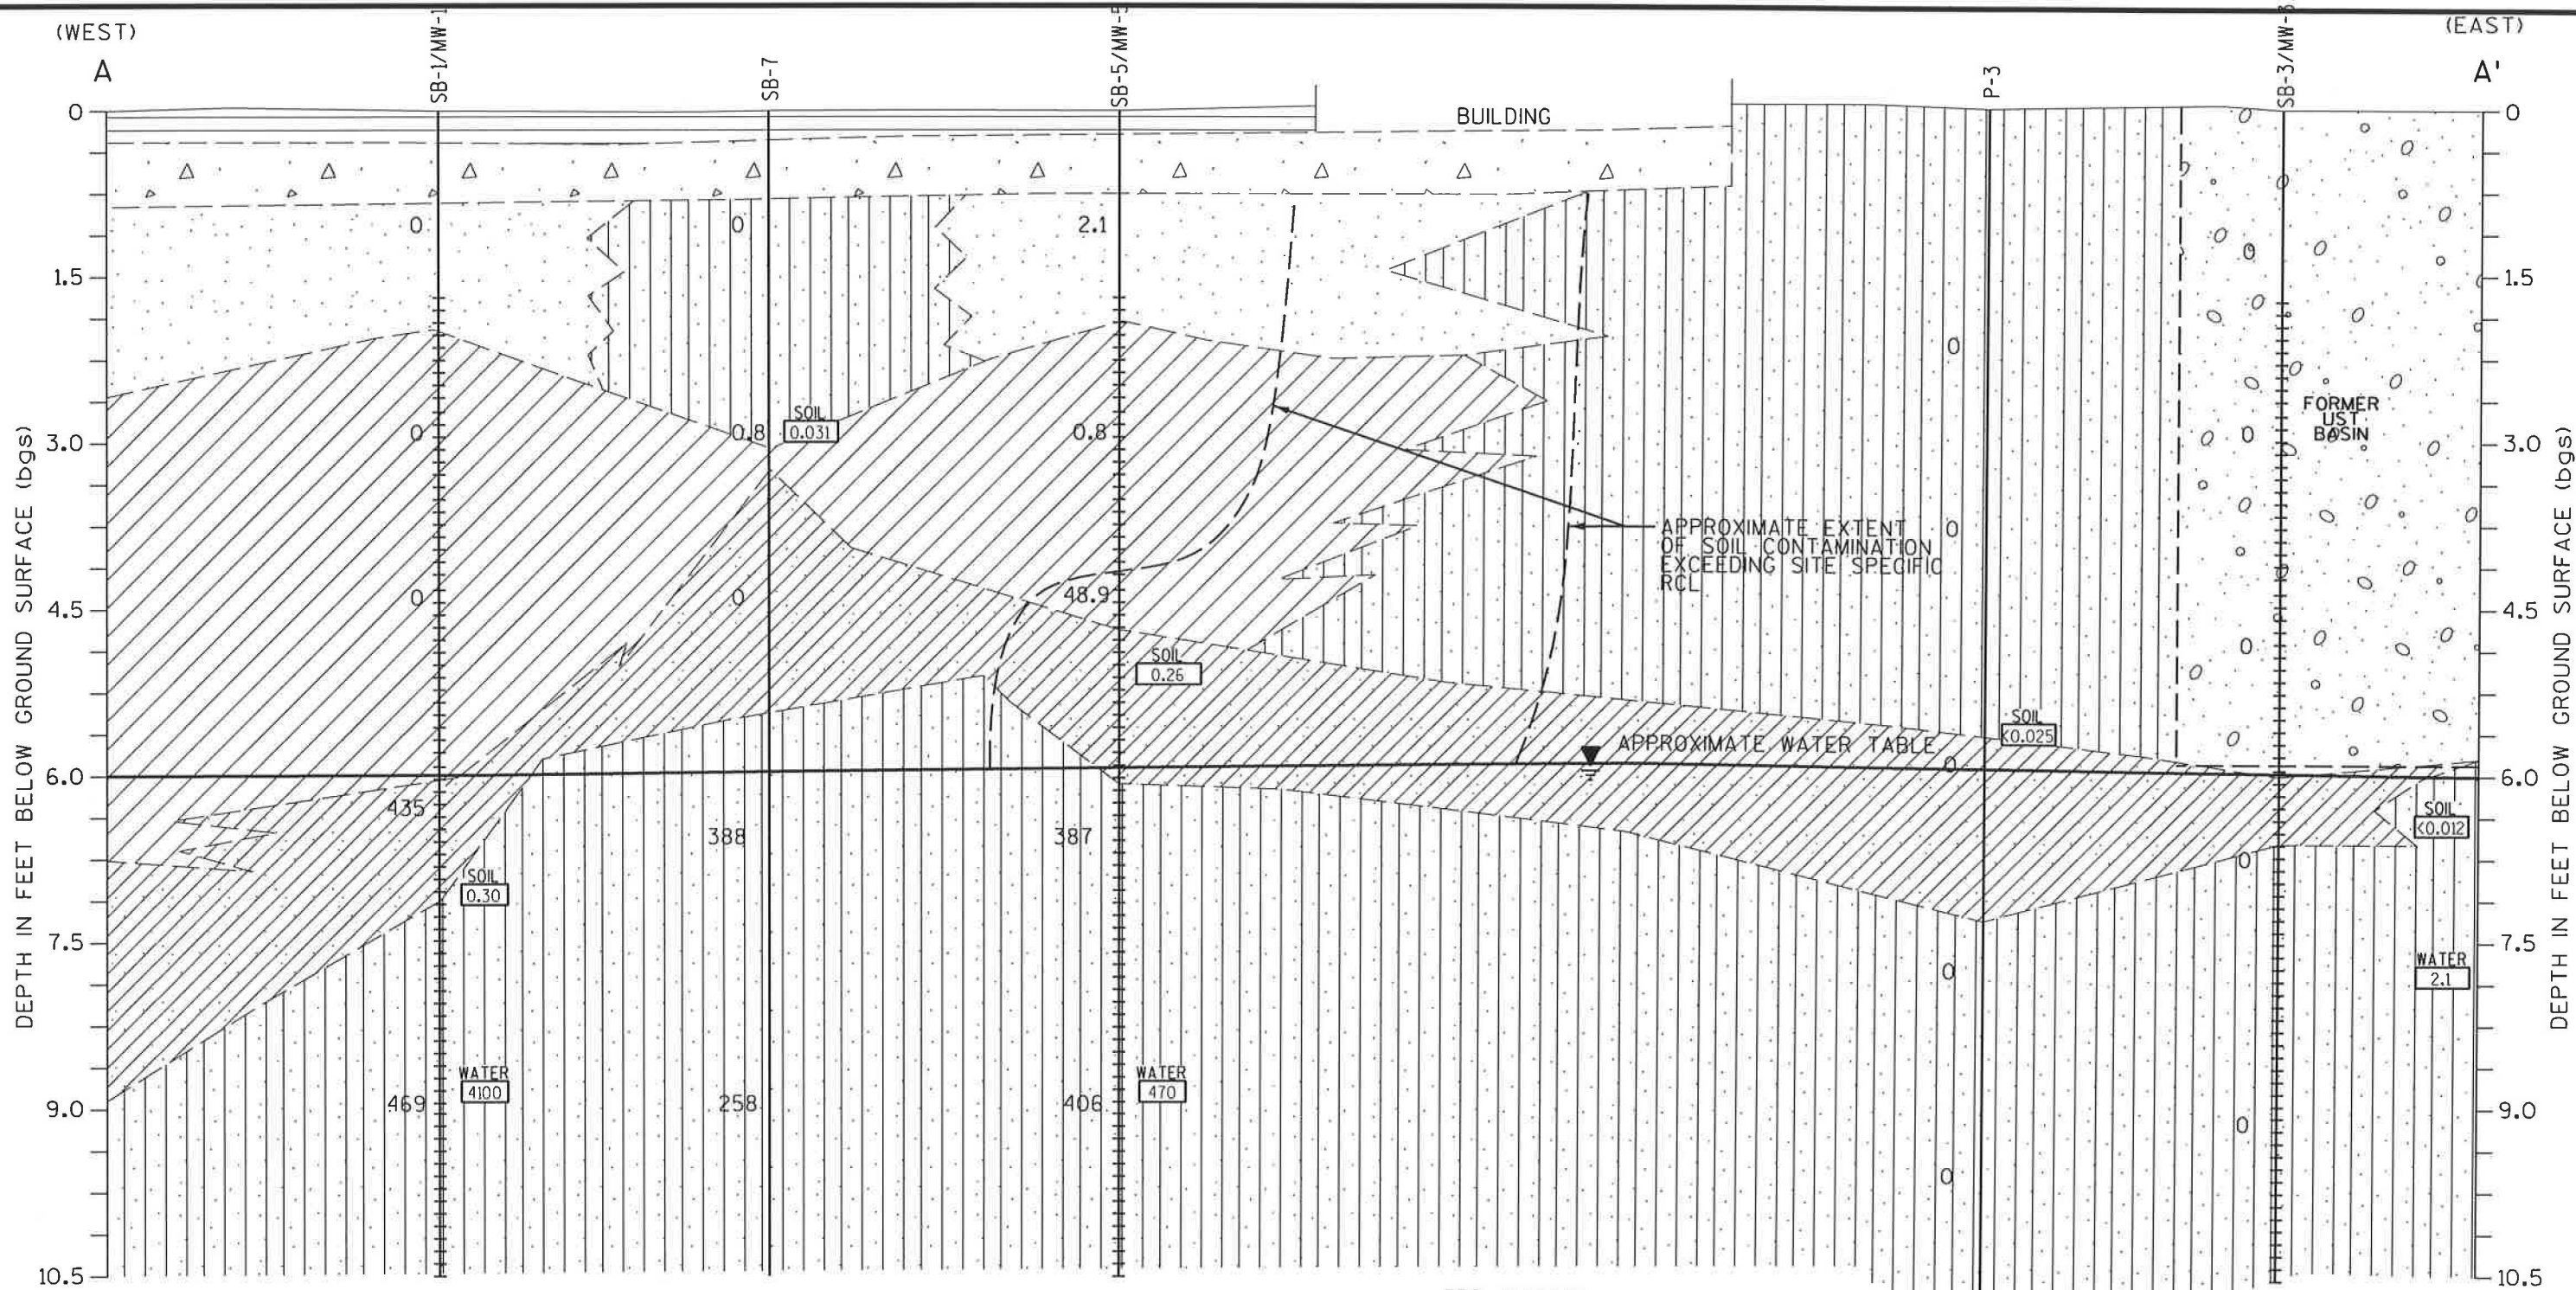 (WEST)
(EAST)
A
A'
SB-1/MW-1
SB-7
SB-5/MW-5
P-3
SB-3/MW-3
BUILDING
0
1.5
3.0
4.5
6.0
7.5
9.0
10.5
DEPTH IN FEET BELOW GROUND SURFACE (bgs)
0
0
0
435
469
SOIL
0.30
WATER
4100
0
0.8
0
388
258
SOIL
0.031
2.1
0.8
48.9
387
406
SOIL
0.26
WATER
470
APPROXIMATE EXTENT
OF SOIL CONTAMINATION
EXCEEDING SITE SPECIFIC
RCL
APPROXIMATE WATER TABLE
0
0
0
0
0
SOIL
<0.025
FORMER
UST
BASIN
0
0
0
0
0
SOIL
<0.012
WATER
2.1
0
1.5
3.0
4.5
6.0
7.5
9.0
10.5
DEPTH IN FEET BELOW GROUND SURFACE (bgs)